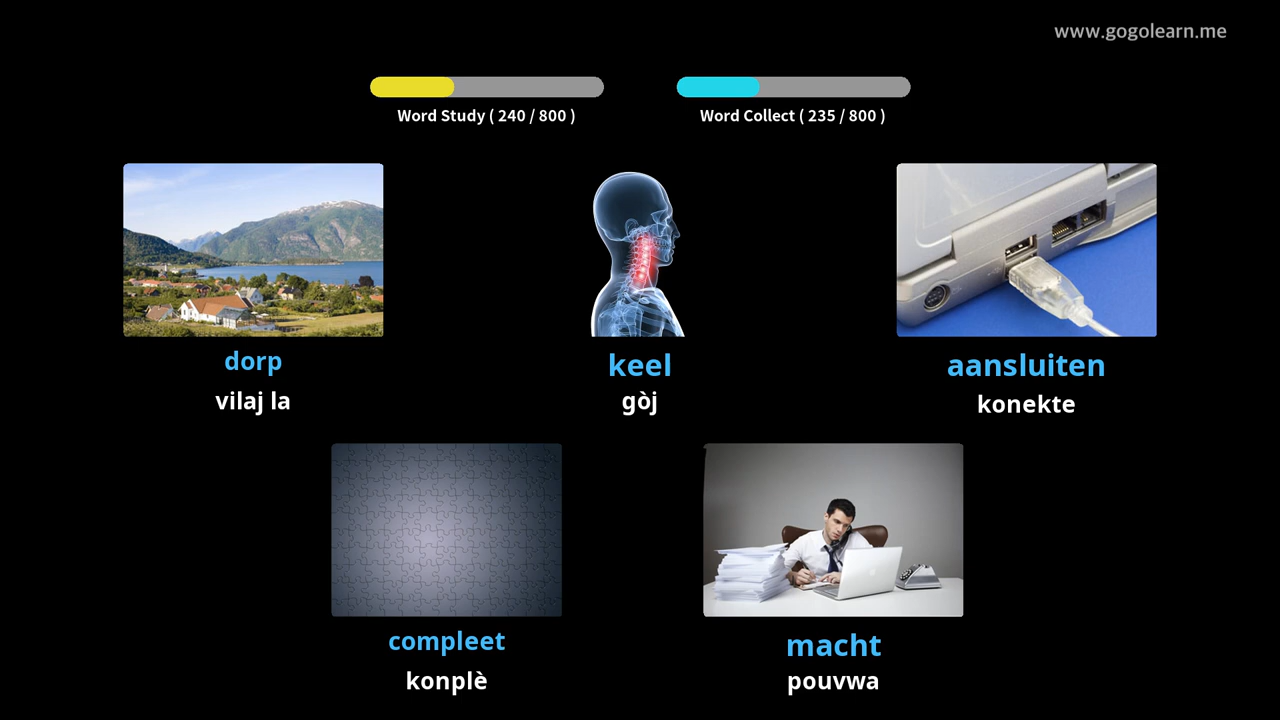 www.gogolearn.me
Word Study ( 240 / 800 )
Word Collect ( 235 / 800 )
dorp
vilaj la
keel
gòj
aansluiten
konekte
compleet
konplè
macht
pouvwa